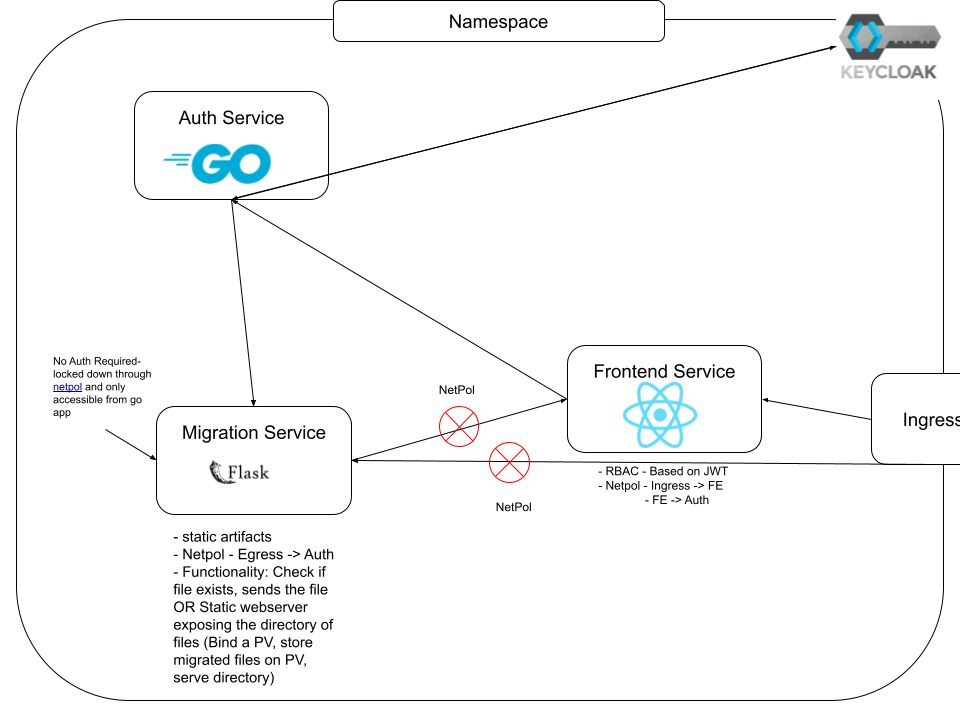 Namespace
KEYCLOAK
Auth Service
GO
No Auth Required-
locked down through
netpol and only
accessible from go
app
NetPol
Frontend Service
Ingress
Migration Service
Flask
- RBAC - Based on JWT
- Netpol - Ingress -> FE
- FE -> Auth
NetPol
- static artifacts
- Netpol - Egress -> Auth
- Functionality: Check if
file exists, sends the file
OR Static webserver
exposing the directory of
files (Bind a PV, store
migrated files on PV,
serve directory)